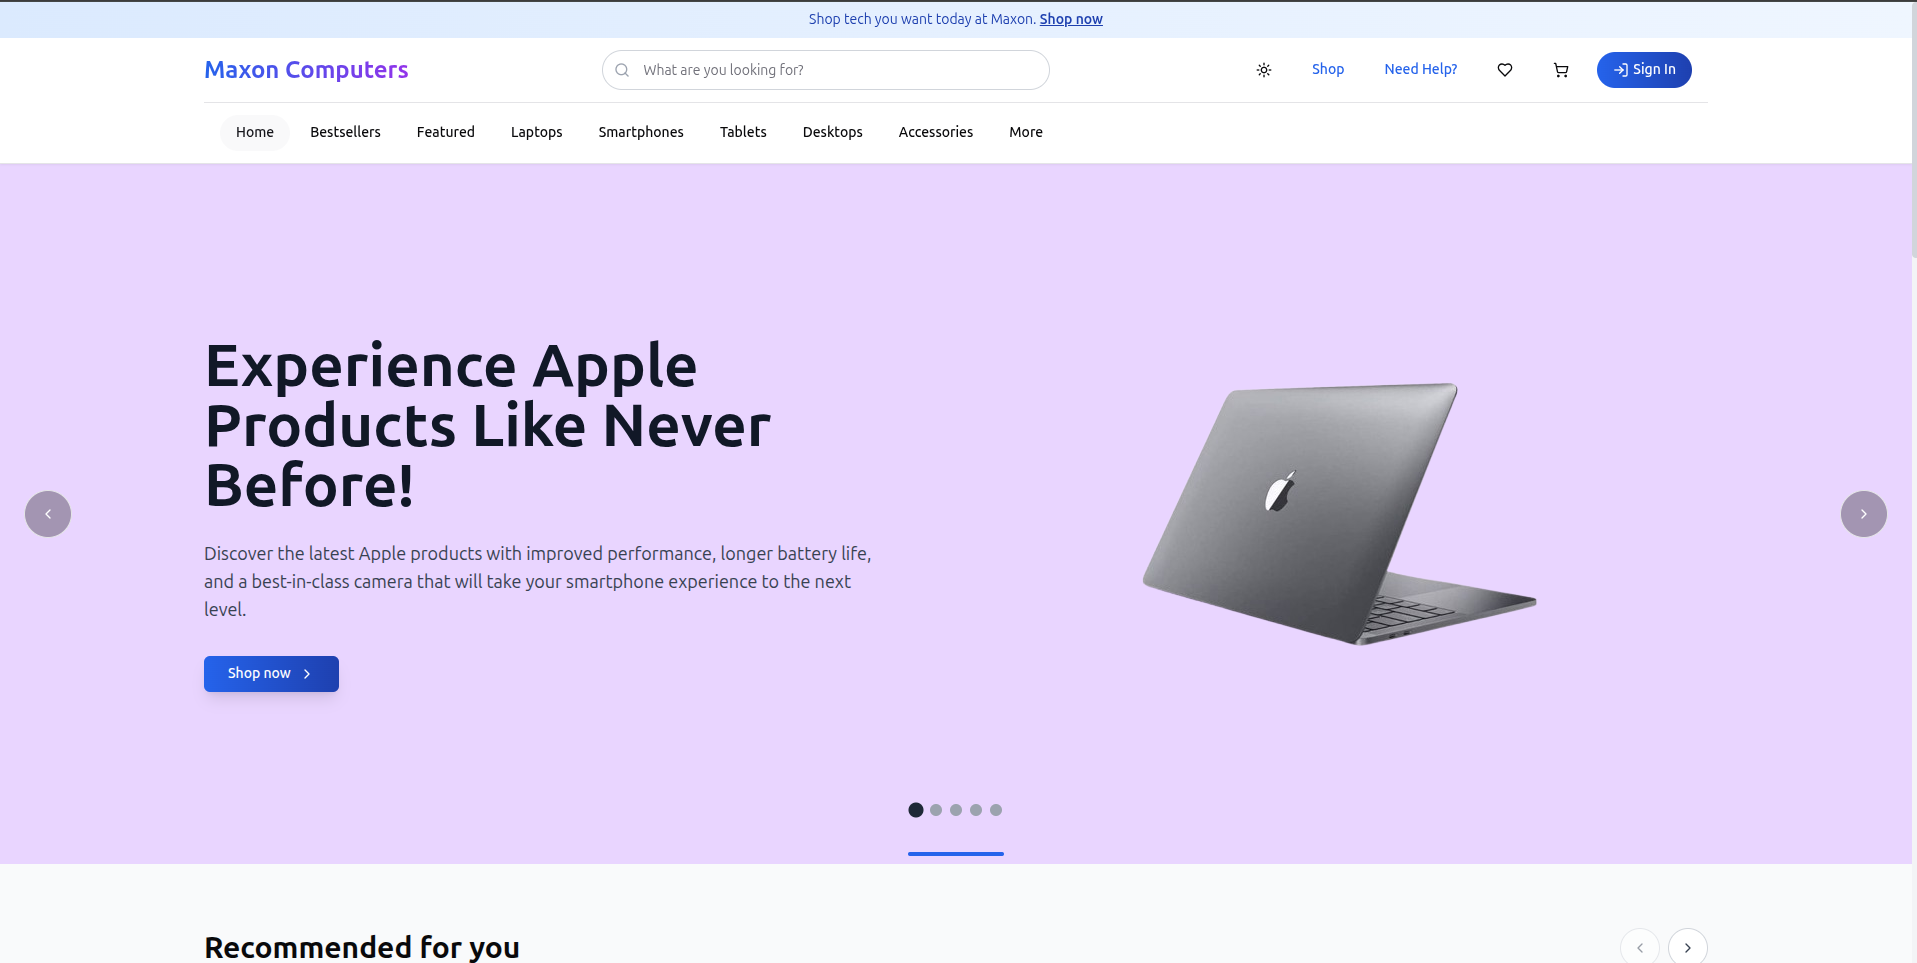 Shop tech you want today at Maxon. Shop now
Maxon Computers
What are you looking for?
Shop
Need Help?
Sign In
Home
Bestsellers
Featured
Laptops
Smartphones
Tablets
Desktops
Accessories
More
Experience Apple
Products Like Never
Before!
Discover the latest Apple products with improved performance, longer battery life,
and a best-in-class camera that will take your smartphone experience to the next
level.
Shop now
Recommended for you